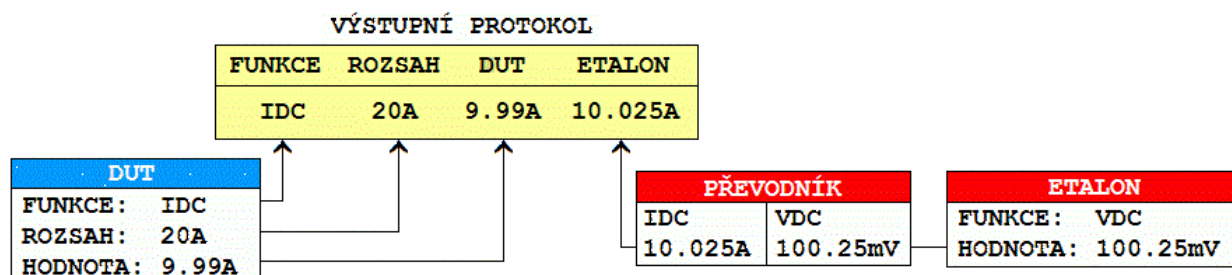 VÝSTUPNÍ PROTOKOL
FUNKCE ROZSAH DUT ETALON
IDC 20A 9.99A 10.025A
DUT
FUNKCE: IDC
ROZSAH: 20A
HODNOTA: 9.99A
PŘEVODNÍK
IDC VDC
10.025A 100.25mV
ETALON
FUNKCE: VDC
HODNOTA: 100.25mV